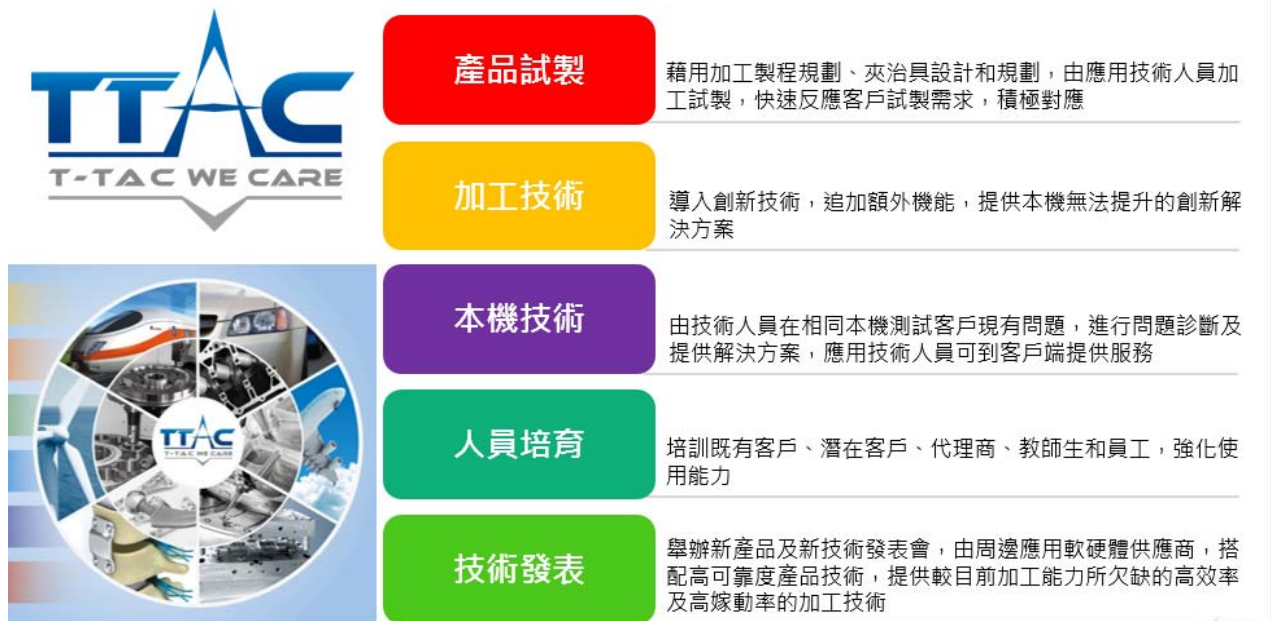 TTAC
T-TAC WE CARE
產品試製
藉用加工製程規劃、夾治具設計和規劃，由應用技術人員加
工試製，快速反應客戶試製需求，積極對應
加工技術
導入創新技術，追加額外機能，提供本機無法提升的創新解
決方案
本機技術
由技術人員在相同本機測試客戶現有問題，進行問題診斷及
提供解決方案，應用技術人員可到客戶端提供服務
TTAC
T-TAC WE CARE
人員培育
培訓既有客戶、潛在客戶、代理商、教師生和員工，強化使
用能力
技術發表
舉辦新產品及新技術發表會，由周邊應用軟硬體供應商，搭
配高可靠度產品技術，提供較目前加工能力所欠缺的高效率
及高嫁動率的加工技術